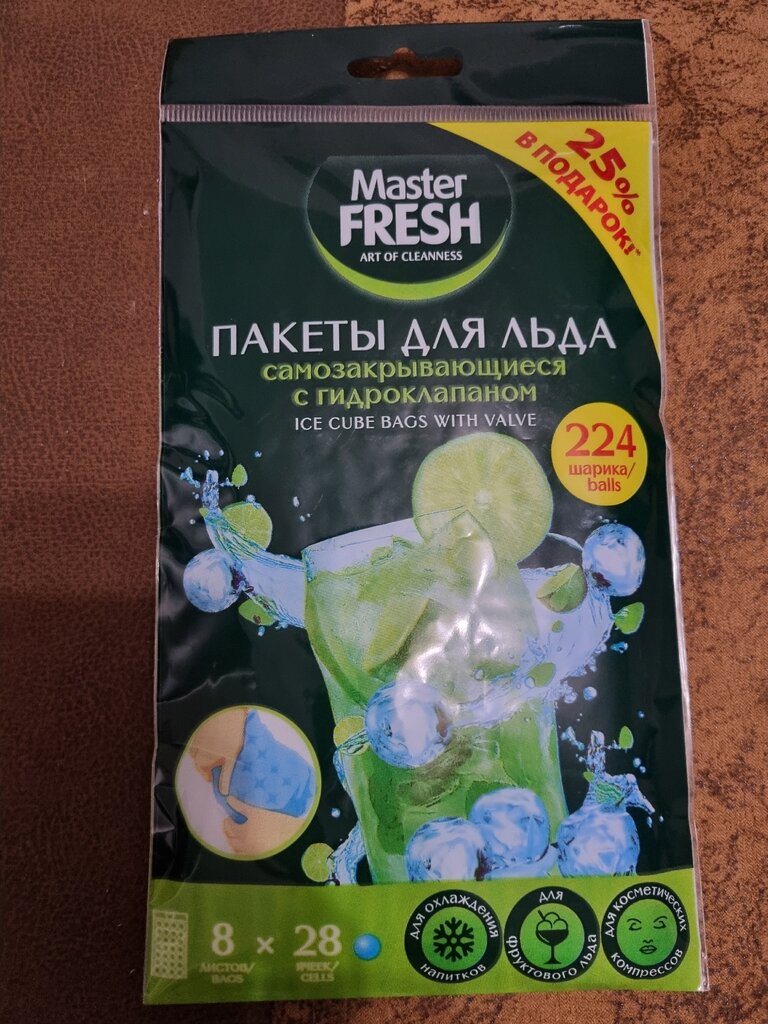 25%
В ПОДАРОК!*
Master
FRESH
ART OF CLEANNESS
ПАКЕТЫ ДЛЯ ЛЬДА
самозакрывающиеся
с гидроклапаном
ICE CUBE BAGS WITH VALVE
224
шарика/
balls
8 × 28
ЛИСТОВ/ ЯЧЕЕК/
BAGS CELLS
для охлаждения
напитков
для
фруктового льда
для косметических
компрессов